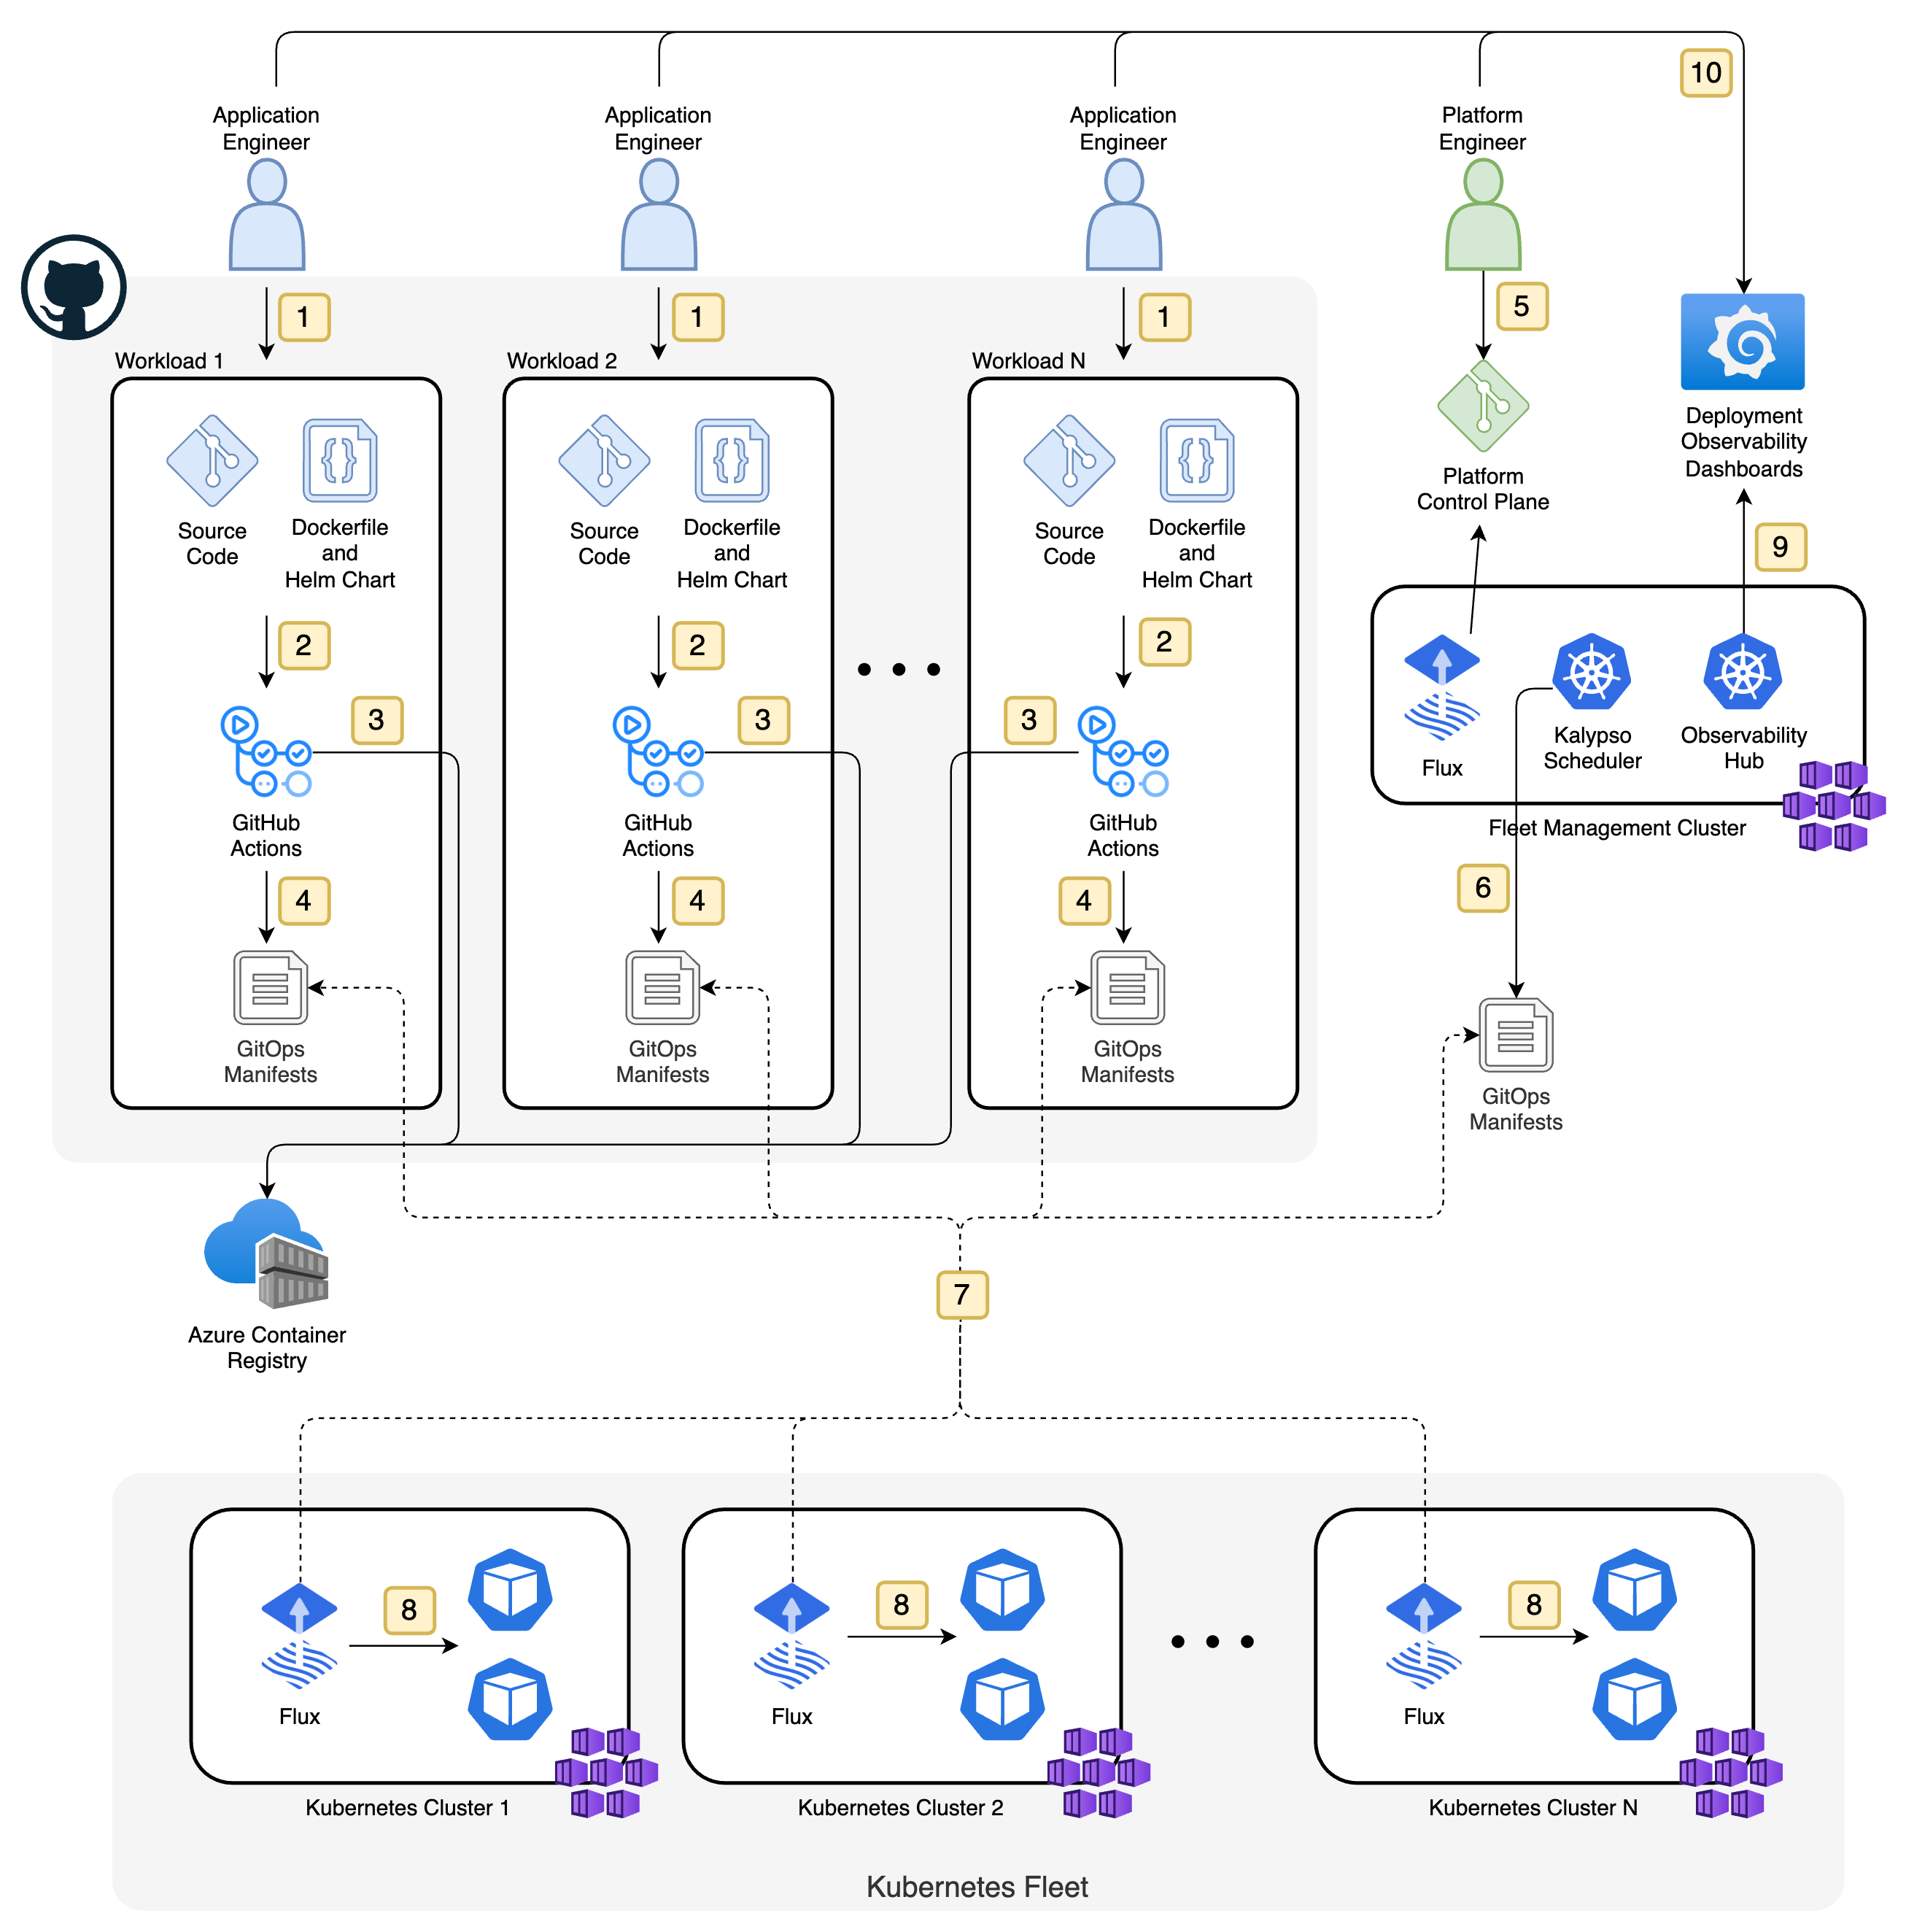 10
Application
Engineer
Application
Engineer
Application
Engineer
Platform
Engineer
1
1
1
5
Workload 1
Workload 2
Workload N
Source
Code
Dockerfile
and
Helm Chart
Source
Code
Dockerfile
and
Helm Chart
Source
Code
Dockerfile
and
Helm Chart
Platform
Control Plane
Deployment
Observability
Dashboards
9
2
2
2
3
3
3
GitHub
Actions
GitHub
Actions
GitHub
Actions
Flux
Kalypso
Scheduler
Observability
Hub
Fleet Management Cluster
4
4
4
6
GitOps
Manifests
GitOps
Manifests
GitOps
Manifests
GitOps
Manifests
Azure Container
Registry
7
8
8
8
Flux
Flux
Flux
Kubernetes Cluster 1
Kubernetes Cluster 2
Kubernetes Cluster N
Kubernetes Fleet